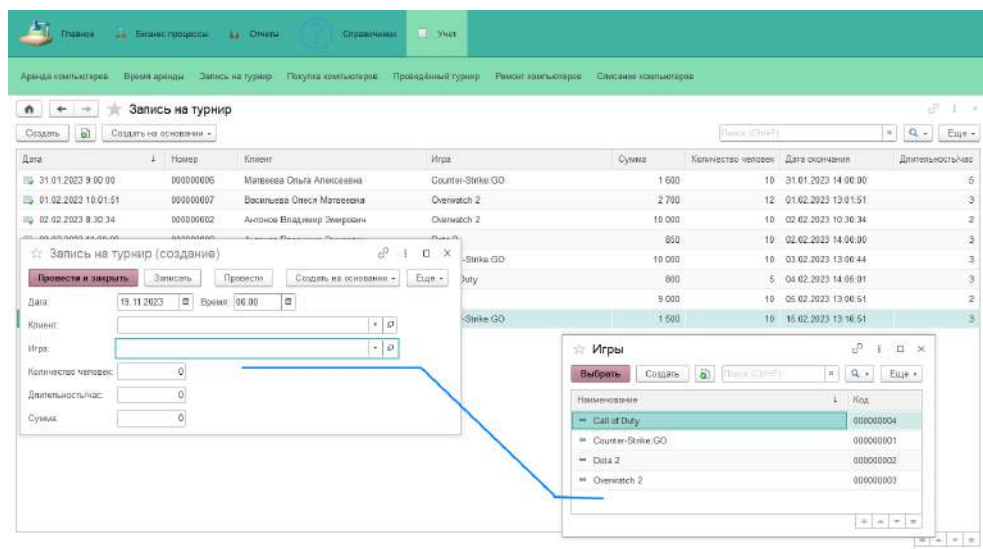 Главное Бизнес процессы Отчеты Справочники Учет
Аренда компьютеров Время аренды Запись на турнир Покупка компьютеров Проведённый турнир Ремонт компьютеров Списание компьютеров
Запись на турнир
Создать Создать на основании Поиск (Ctrl+F) Еще
Дата Номер Клиент Игра Сумма Количество человек Дата окончания Длительность/час
31.01.2023 9:00:00 000000006 Матвеева Ольга Алексеевна Counter-Strike:GO 1 600 10 31.01.2023 14:00:00 5
01.02.2023 10:01:51 000000007 Васильева Олеся Матвеевна Overwatch 2 2 700 12 01.02.2023 13:01:51 3
02.02.2023 8:30:34 000000002 Антонов Владимир Эмирович Overwatch 2 10 000 10 02.02.2023 10:30:34 2
850 10 02.02.2023 14:00:00 3
-Strike:GO 10 000 10 03.02.2023 13:06:44 3
Duty 800 5 04.02.2023 14:05:01 3
9 000 10 05.02.2023 13:00:51 2
-Strike:GO 1 500 10 15.02.2023 13:16:51 3
Запись на турнир (создание)
Провести и закрыть Записать Провести Создать на основании Еще
Дата: 19.11.2023 Время: 00:00
Клиент:
Игра:
Количество человек: 0
Длительность/час: 0
Сумма: 0
Игры
Выбрать Создать Поиск (Ctrl+F) Еще
Наименование Код
Call of Duty 000000004
Counter-Strike:GO 000000001
Dota 2 000000002
Overwatch 2 000000003